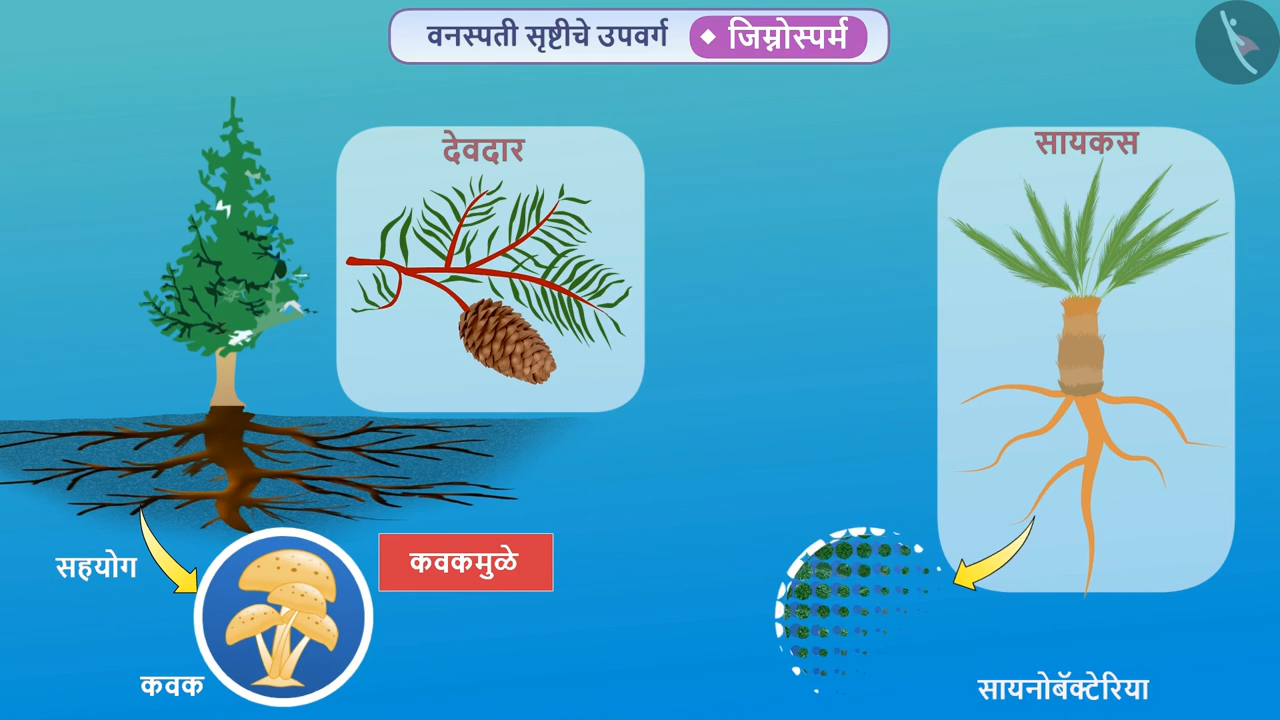 वनस्पती सृष्टीचे उपवर्ग
जिम्नोस्पर्म
देवदार
सायकस
सहयोग
कवकमुळे
कवक
सायनोबॅक्टेरिया